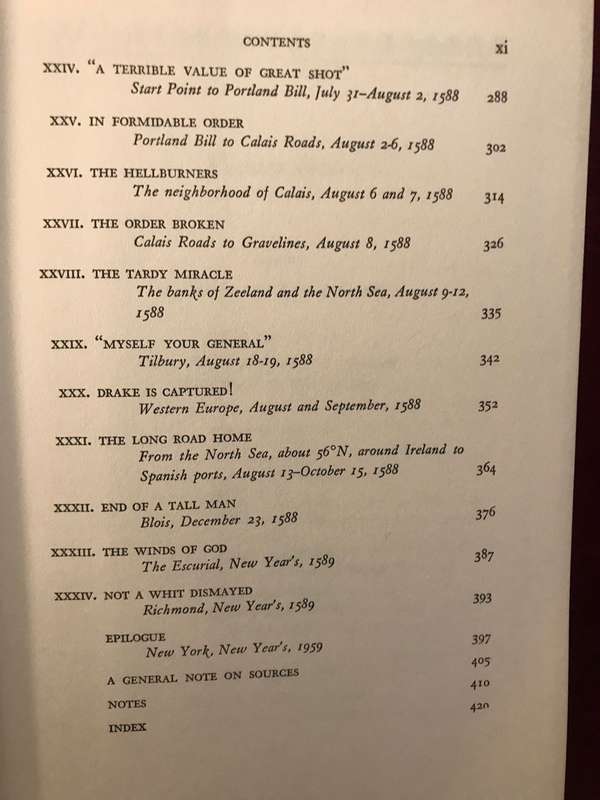 CONTENTS xi
XXIV. "A TERRIBLE VALUE OF GREAT SHOT"
Start Point to Portland Bill, July 31–August 2, 1588 288
XXV. IN FORMIDABLE ORDER
Portland Bill to Calais Roads, August 2-6, 1588 302
XXVI. THE HELLBURNERS
The neighborhood of Calais, August 6 and 7, 1588 314
XXVII. THE ORDER BROKEN
Calais Roads to Gravelines, August 8, 1588 326
XXVIII. THE TARDY MIRACLE
The banks of Zeeland and the North Sea, August 9-12,
1588 335
XXIX. "MYSELF YOUR GENERAL"
Tilbury, August 18-19, 1588 342
XXX. DRAKE IS CAPTURED!
Western Europe, August and September, 1588 352
XXXI. THE LONG ROAD HOME
From the North Sea, about 56°N, around Ireland to
Spanish ports, August 13–October 15, 1588 364
XXXII. END OF A TALL MAN
Blois, December 23, 1588 376
XXXIII. THE WINDS OF GOD
The Escurial, New Year's, 1589 387
XXXIV. NOT A WHIT DISMAYED
Richmond, New Year's, 1589 393
EPILOGUE
New York, New Year's, 1959 397
A GENERAL NOTE ON SOURCES 405
NOTES 410
INDEX 420